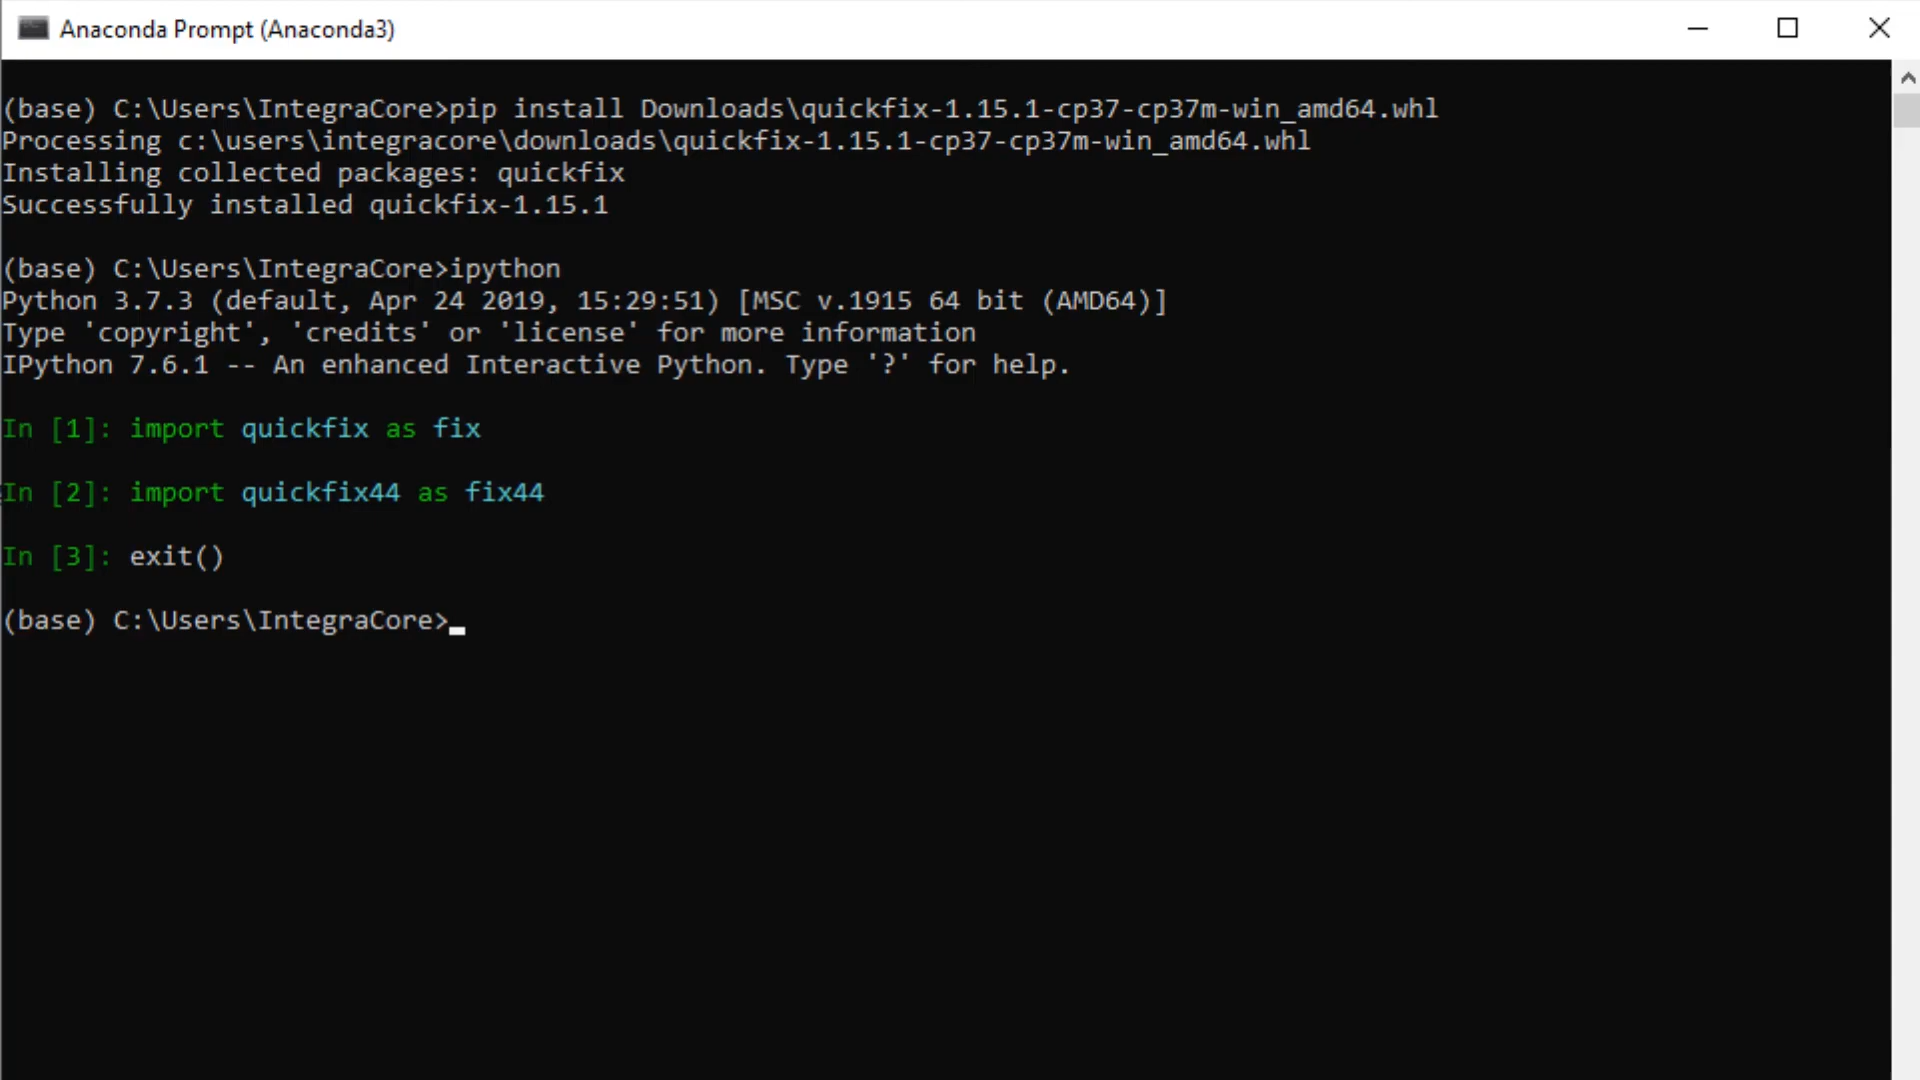 Anaconda Prompt (Anaconda3)
(base) C:\Users\IntegraCore>pip install Downloads\quickfix-1.15.1-cp37-cp37m-win_amd64.whl
Processing c:\users\integracore\downloads\quickfix-1.15.1-cp37-cp37m-win_amd64.whl
Installing collected packages: quickfix
Successfully installed quickfix-1.15.1
(base) C:\Users\IntegraCore>ipython
Python 3.7.3 (default, Apr 24 2019, 15:29:51) [MSC v.1915 64 bit (AMD64)]
Type 'copyright', 'credits' or 'license' for more information
IPython 7.6.1 -- An enhanced Interactive Python. Type '?' for help.
In [1]: import quickfix as fix
In [2]: import quickfix44 as fix44
In [3]: exit()
(base) C:\Users\IntegraCore>